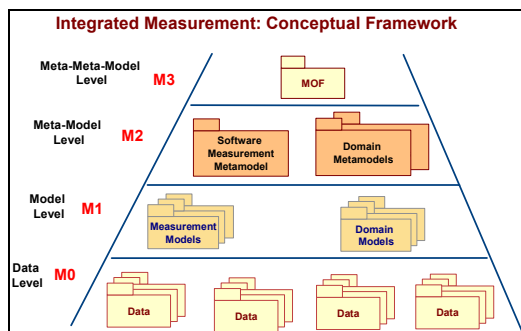 Integrated Measurement: Conceptual Framework
Meta-Meta-Model
Level
M3
MOF
Meta-Model
Level
M2
Software
Measurement
Metamodel
Domain
Metamodels
Model
Level
M1
Measurement
Models
Domain
Models
Data
Level
M0
Data
Data
Data
Data